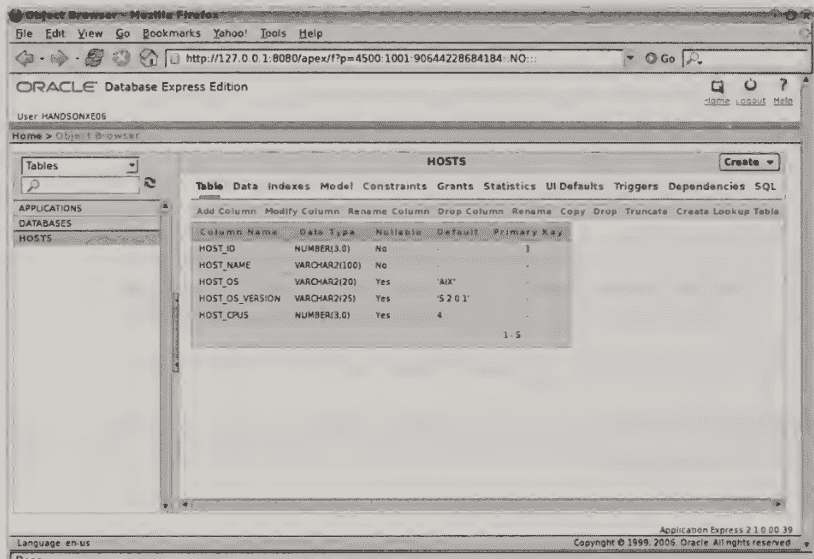 Object Browser - Mozilla Firefox
File Edit View Go Bookmarks Yahoo! Tools Help
http://127.0.0.1:8080/apex/f?p=4500:1001:90644228684184::NO::: Go
ORACLE Database Express Edition
Home Logout Help
User HANDSONXE06
Home > Object Browser
Tables
HOSTS
Create
Table Data Indexes Model Constraints Grants Statistics UI Defaults Triggers Dependencies SQL
Add Column Modify Column Rename Column Drop Column Rename Copy Drop Truncate Create Lookup Table
APPLICATIONS
DATABASES
HOSTS
Column Name Data Type Nullable Default Primary Key
HOST_ID NUMBER(5,0) No - 1
HOST_NAME VARCHAR2(100) No - -
HOST_OS VARCHAR2(20) Yes 'AIX' -
HOST_OS_VERSION VARCHAR2(25) Yes '5.2.0.1' -
HOST_CPUS NUMBER(3,0) Yes 4 -
1 - 5
Application Express 2.1.0.00.39
Language: en-us
Copyright © 1999, 2006, Oracle. All rights reserved.